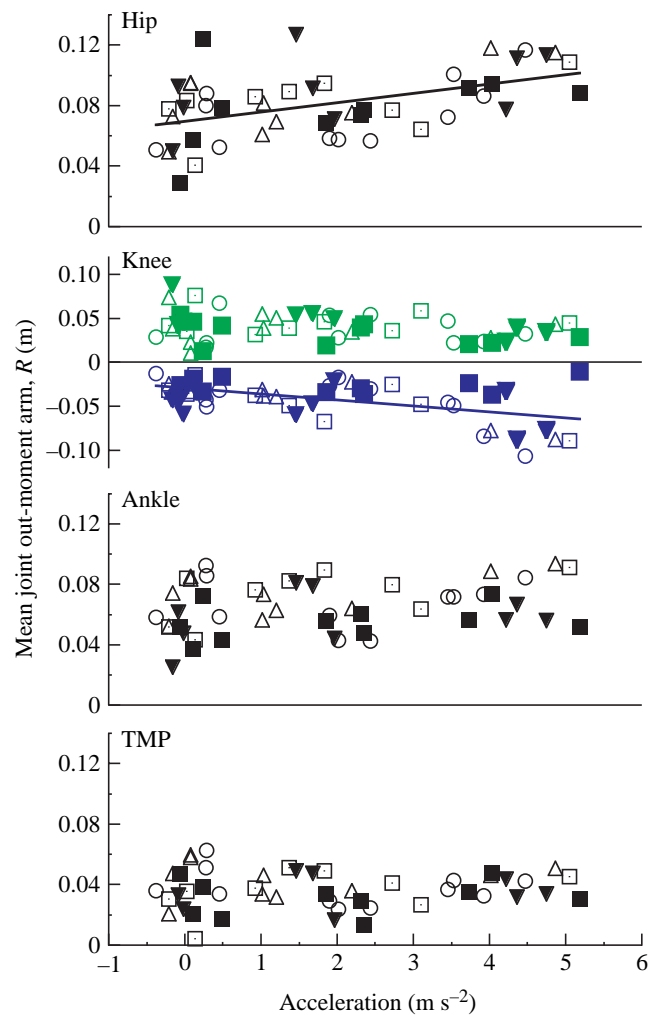 Hip
0.12
0.08
0.04
0
Knee
0.10
0.05
0
−0.05
−0.10
Ankle
0.12
0.08
0.04
0
TMP
0.12
0.08
0.04
0
−1 0 1 2 3 4 5 6
Acceleration (m s−2)
Mean joint out-moment arm, R (m)